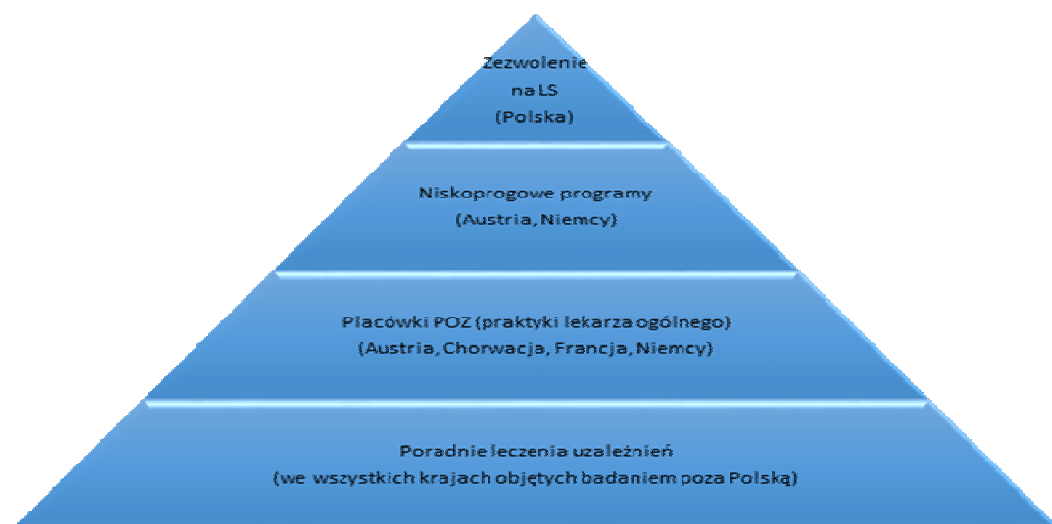 Zezwolenie
na LS
(Polska)
Niskoprogowe programy
(Austria, Niemcy)
Placówki POZ (praktyki lekarza ogólnego)
(Austria, Chorwacja, Francja, Niemcy)
Poradnie leczenia uzależnień
(we wszystkich krajach objętych badaniem poza Polską)